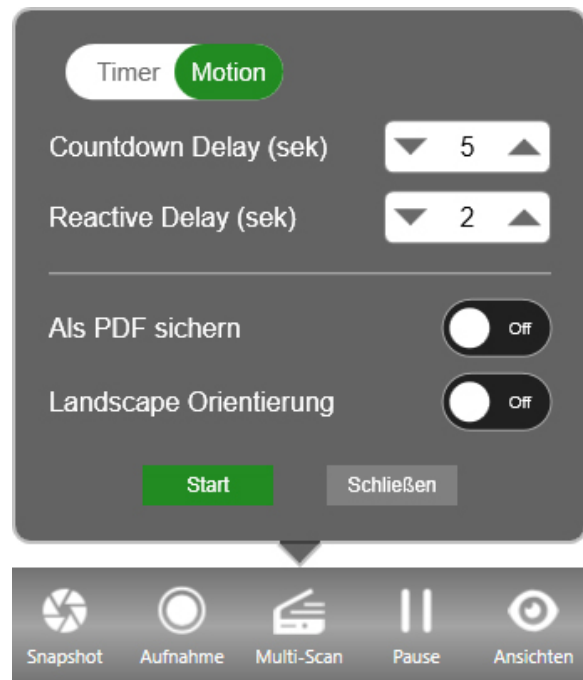 Timer Motion
Countdown Delay (sek) 5
Reactive Delay (sek) 2
Als PDF sichern Off
Landscape Orientierung Off
Start Schließen
Snapshot Aufnahme Multi-Scan Pause Ansichten